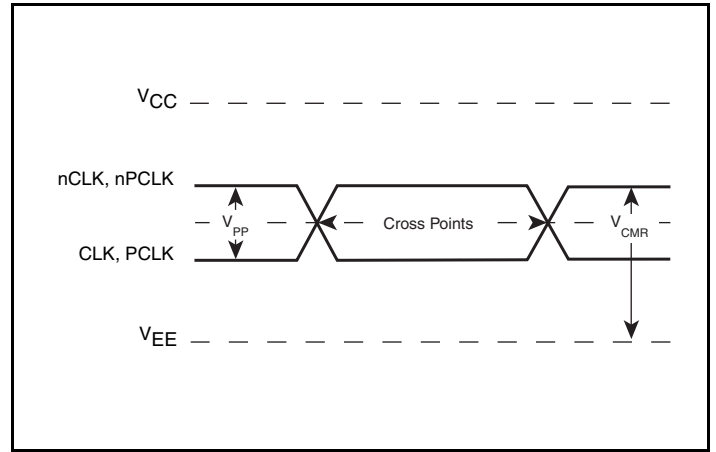 VCC
nCLK, nPCLK
VPP
Cross Points
VCMR
CLK, PCLK
VEE